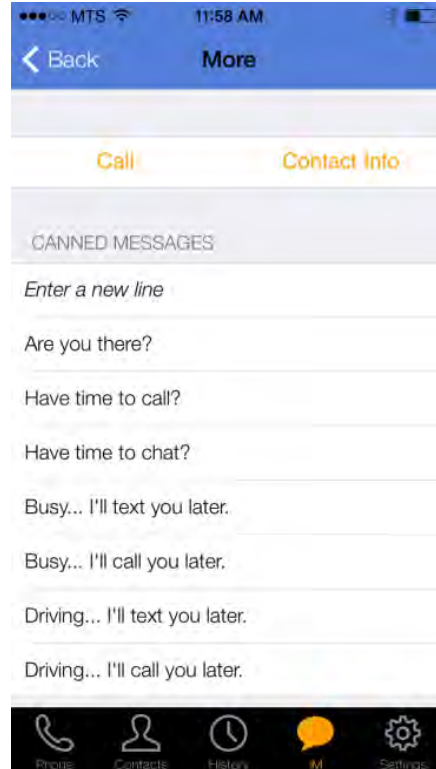 MTS 11:58 AM
Back More
Call Contact Info
CANNED MESSAGES
Enter a new line
Are you there?
Have time to call?
Have time to chat?
Busy... I'll text you later.
Busy... I'll call you later.
Driving... I'll text you later.
Driving... I'll call you later.
Phone Contacts History IM Settings